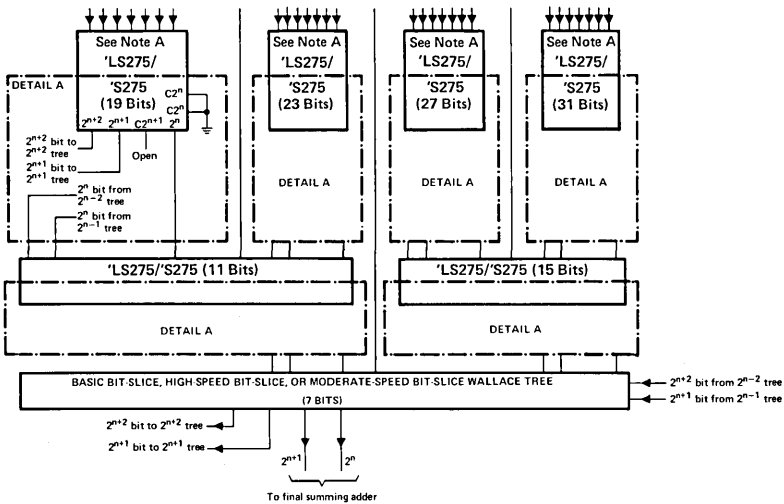 See Note A
'LS275/
'S275
(19 Bits)
C2ⁿ
C2ⁿ
2ⁿ⁺² 2ⁿ⁺¹ C2ⁿ⁺¹ 2ⁿ
DETAIL A
2ⁿ⁺² bit to
2ⁿ⁺² tree
2ⁿ⁺¹ bit to
2ⁿ⁺¹ tree
Open
2ⁿ bit from
2ⁿ⁻² tree
2ⁿ bit from
2ⁿ⁻¹ tree
See Note A
'LS275/
'S275
(23 Bits)
DETAIL A
See Note A
'LS275/
'S275
(27 Bits)
DETAIL A
See Note A
'LS275/
'S275
(31 Bits)
DETAIL A
'LS275/'S275 (11 Bits)
DETAIL A
'LS275/'S275 (15 Bits)
DETAIL A
BASIC BIT-SLICE, HIGH-SPEED BIT-SLICE, OR MODERATE-SPEED BIT-SLICE WALLACE TREE
(7 BITS)
2ⁿ⁺² bit from 2ⁿ⁻² tree
2ⁿ⁺¹ bit from 2ⁿ⁻¹ tree
2ⁿ⁺² bit to 2ⁿ⁺² tree
2ⁿ⁺¹ bit to 2ⁿ⁺¹ tree
2ⁿ⁺¹ 2ⁿ
To final summing adder